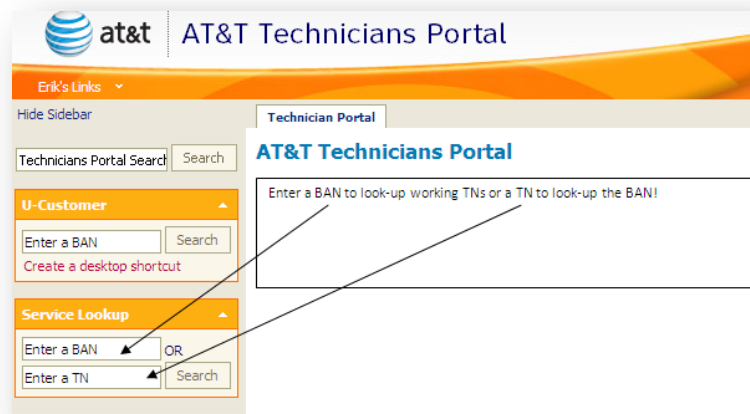 at&t AT&T Technicians Portal
Erik's Links
Hide Sidebar
Technician Portal
Technicians Portal Search Search
AT&T Technicians Portal
Enter a BAN to look-up working TNs or a TN to look-up the BAN!
U-Customer
Enter a BAN Search
Create a desktop shortcut
Service Lookup
Enter a BAN OR
Enter a TN Search